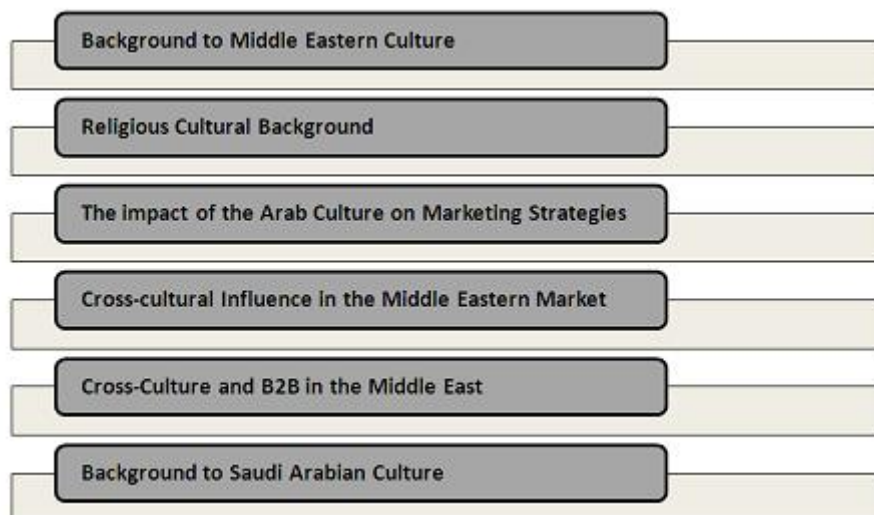 Background to Middle Eastern Culture
Religious Cultural Background
The impact of the Arab Culture on Marketing Strategies
Cross-cultural Influence in the Middle Eastern Market
Cross-Culture and B2B in the Middle East
Background to Saudi Arabian Culture